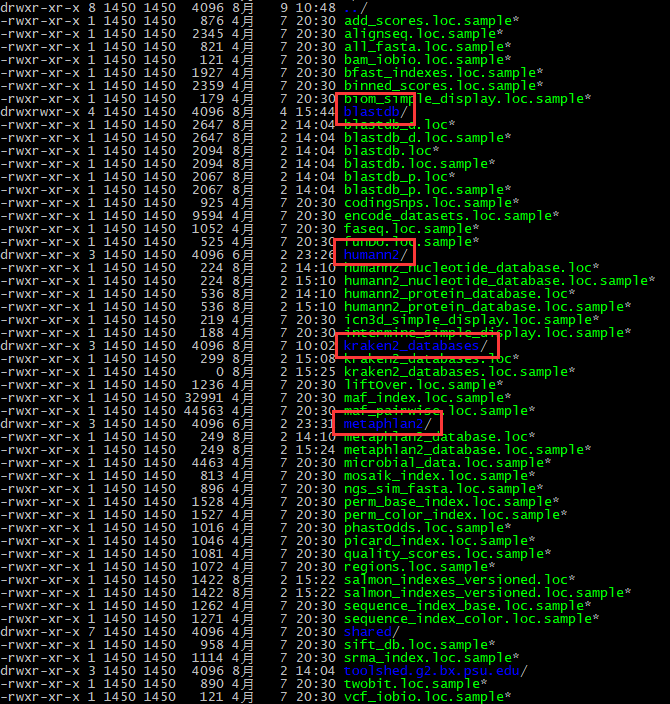 drwxr-xr-x 8 1450 1450 4096 8月 9 10:48 ../
-rwxr-xr-x 1 1450 1450 876 4月 7 20:30 add_scores.loc.sample*
-rwxr-xr-x 1 1450 1450 2345 4月 7 20:30 alignseq.loc.sample*
-rwxr-xr-x 1 1450 1450 821 4月 7 20:30 all_fasta.loc.sample*
-rwxr-xr-x 1 1450 1450 121 4月 7 20:30 bam_iobio.loc.sample*
-rwxr-xr-x 1 1450 1450 1927 4月 7 20:30 bfast_indexes.loc.sample*
-rwxr-xr-x 1 1450 1450 2359 4月 7 20:30 binned_scores.loc.sample*
-rwxr-xr-x 1 1450 1450 179 4月 7 20:30 biom_simple_display.loc.sample*
drwxrwxr-x 4 1450 1450 4096 8月 4 15:44 blastdb/
-rwxr-xr-x 1 1450 1450 2647 8月 2 14:04 blastdb_d.loc*
-rwxr-xr-x 1 1450 1450 2647 8月 2 14:04 blastdb_d.loc.sample*
-rwxr-xr-x 1 1450 1450 2094 8月 2 14:04 blastdb.loc*
-rwxr-xr-x 1 1450 1450 2094 8月 2 14:04 blastdb.loc.sample*
-rwxr-xr-x 1 1450 1450 2067 8月 2 14:04 blastdb_p.loc*
-rwxr-xr-x 1 1450 1450 2067 8月 2 14:04 blastdb_p.loc.sample*
-rwxr-xr-x 1 1450 1450 925 4月 7 20:30 codingSnps.loc.sample*
-rwxr-xr-x 1 1450 1450 9594 4月 7 20:30 encode_datasets.loc.sample*
-rwxr-xr-x 1 1450 1450 1052 4月 7 20:30 faseq.loc.sample*
-rwxr-xr-x 1 1450 1450 525 4月 7 20:30 funDo.loc.sample*
drwxr-xr-x 3 1450 1450 4096 6月 2 23:26 humann2/
-rwxr-xr-x 1 1450 1450 224 8月 2 14:10 humann2_nucleotide_database.loc*
-rwxr-xr-x 1 1450 1450 224 8月 2 15:10 humann2_nucleotide_database.loc.sample*
-rwxr-xr-x 1 1450 1450 536 8月 2 14:10 humann2_protein_database.loc*
-rwxr-xr-x 1 1450 1450 536 8月 2 15:10 humann2_protein_database.loc.sample*
-rwxr-xr-x 1 1450 1450 219 4月 7 20:30 icn3d_simple_display.loc.sample*
-rwxr-xr-x 1 1450 1450 188 4月 7 20:30 intermine_simple_display.loc.sample*
drwxr-xr-x 3 1450 1450 4096 8月 7 10:02 kraken2_databases/
-rwxr-xr-x 1 1450 1450 299 8月 2 15:08 kraken2_databases.loc*
-rwxr-xr-x 1 1450 1450 0 8月 2 15:25 kraken2_databases.loc.sample*
-rwxr-xr-x 1 1450 1450 1236 4月 7 20:30 liftOver.loc.sample*
-rwxr-xr-x 1 1450 1450 32991 4月 7 20:30 maf_index.loc.sample*
-rwxr-xr-x 1 1450 1450 44563 4月 7 20:30 maf_pairwise.loc.sample*
drwxr-xr-x 3 1450 1450 4096 6月 2 23:31 metaphlan2/
-rwxr-xr-x 1 1450 1450 249 8月 2 14:10 metaphlan2_database.loc*
-rwxr-xr-x 1 1450 1450 249 8月 2 15:24 metaphlan2_database.loc.sample*
-rwxr-xr-x 1 1450 1450 4463 4月 7 20:30 microbial_data.loc.sample*
-rwxr-xr-x 1 1450 1450 813 4月 7 20:30 mosaik_index.loc.sample*
-rwxr-xr-x 1 1450 1450 896 4月 7 20:30 ngs_sim_fasta.loc.sample*
-rwxr-xr-x 1 1450 1450 1528 4月 7 20:30 perm_base_index.loc.sample*
-rwxr-xr-x 1 1450 1450 1527 4月 7 20:30 perm_color_index.loc.sample*
-rwxr-xr-x 1 1450 1450 1016 4月 7 20:30 phastOdds.loc.sample*
-rwxr-xr-x 1 1450 1450 1046 4月 7 20:30 picard_index.loc.sample*
-rwxr-xr-x 1 1450 1450 1081 4月 7 20:30 quality_scores.loc.sample*
-rwxr-xr-x 1 1450 1450 1072 4月 7 20:30 regions.loc.sample*
-rwxr-xr-x 1 1450 1450 1422 8月 2 15:22 salmon_indexes_versioned.loc*
-rwxr-xr-x 1 1450 1450 1422 8月 2 15:22 salmon_indexes_versioned.loc.sample*
-rwxr-xr-x 1 1450 1450 1262 4月 7 20:30 sequence_index_base.loc.sample*
-rwxr-xr-x 1 1450 1450 1271 4月 7 20:30 sequence_index_color.loc.sample*
drwxr-xr-x 7 1450 1450 4096 4月 7 20:30 shared/
-rwxr-xr-x 1 1450 1450 958 4月 7 20:30 sift_db.loc.sample*
-rwxr-xr-x 1 1450 1450 1114 4月 7 20:30 srma_index.loc.sample*
drwxr-xr-x 3 1450 1450 4096 8月 2 14:04 toolshed.g2.bx.psu.edu/
-rwxr-xr-x 1 1450 1450 890 4月 7 20:30 twobit.loc.sample*
-rwxr-xr-x 1 1450 1450 121 4月 7 20:30 vcf_iobio.loc.sample*